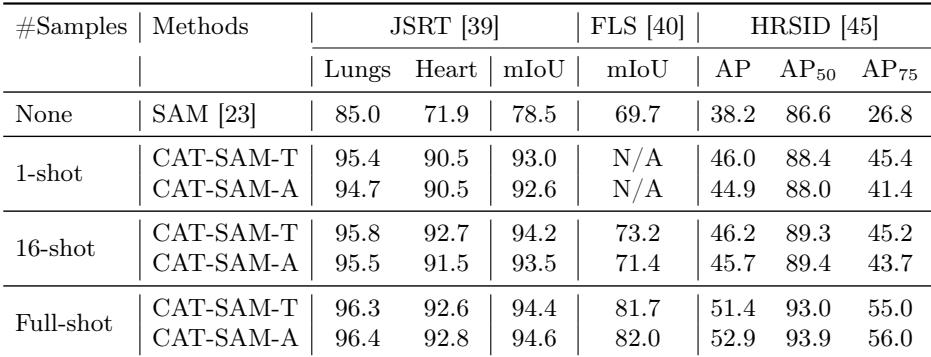 #Samples Methods JSRT [39] FLS [40] HRSID [45]
Lungs Heart mIoU mIoU AP AP50 AP75
None SAM [23] 85.0 71.9 78.5 69.7 38.2 86.6 26.8
1-shot CAT-SAM-T 95.4 90.5 93.0 N/A 46.0 88.4 45.4
CAT-SAM-A 94.7 90.5 92.6 N/A 44.9 88.0 41.4
16-shot CAT-SAM-T 95.8 92.7 94.2 73.2 46.2 89.3 45.2
CAT-SAM-A 95.5 91.5 93.5 71.4 45.7 89.4 43.7
Full-shot CAT-SAM-T 96.3 92.6 94.4 81.7 51.4 93.0 55.0
CAT-SAM-A 96.4 92.8 94.6 82.0 52.9 93.9 56.0